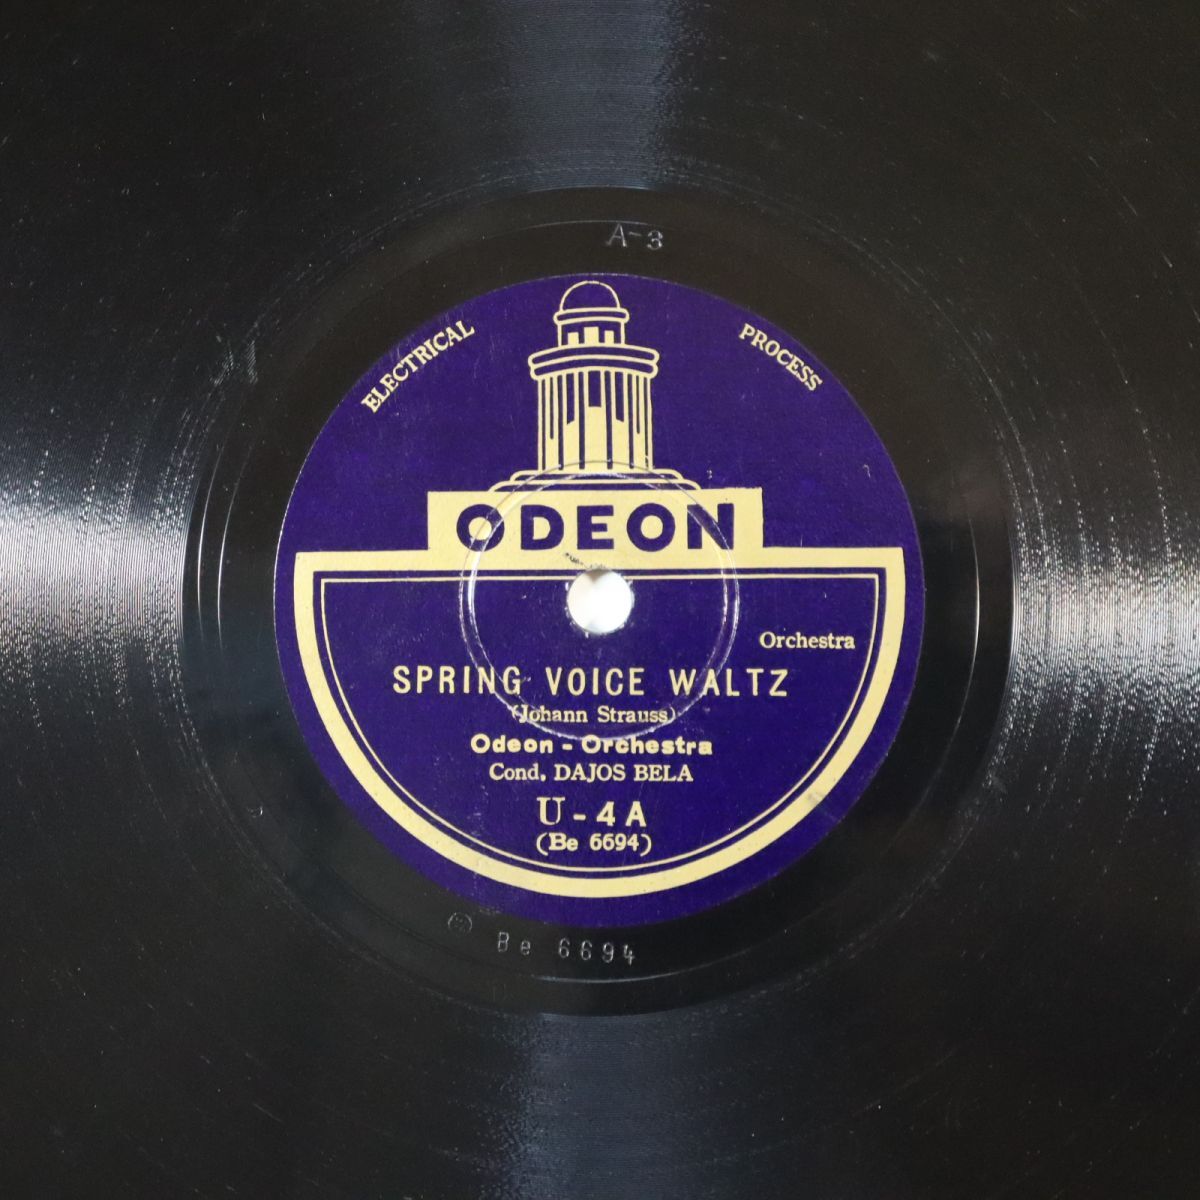 A-3
ELECTRICAL
PROCESS
ODEON
Orchestra
SPRING VOICE WALTZ
(Johann Strauss)
Odeon - Orchestra
Cond. DAJOS BELA
U - 4 A
(Be 6694)
Be 6694